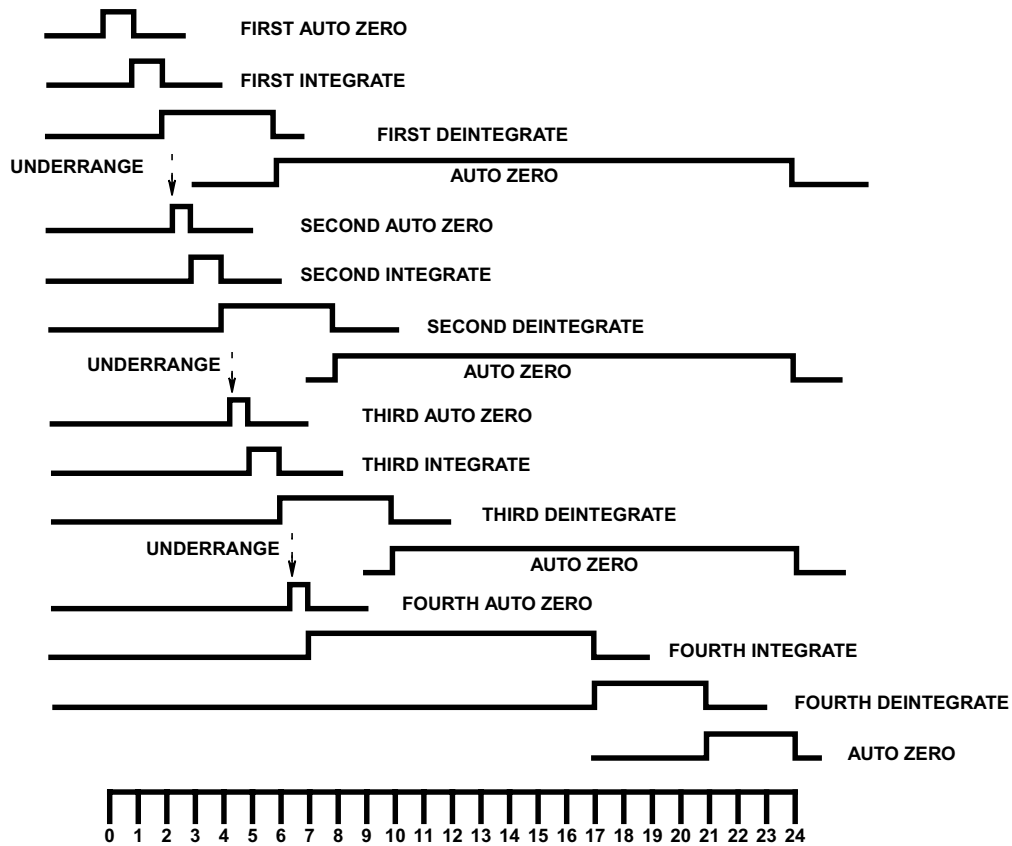 FIRST AUTO ZERO
FIRST INTEGRATE
FIRST DEINTEGRATE
UNDERRANGE
AUTO ZERO
SECOND AUTO ZERO
SECOND INTEGRATE
SECOND DEINTEGRATE
UNDERRANGE
AUTO ZERO
THIRD AUTO ZERO
THIRD INTEGRATE
THIRD DEINTEGRATE
UNDERRANGE
AUTO ZERO
FOURTH AUTO ZERO
FOURTH INTEGRATE
FOURTH DEINTEGRATE
AUTO ZERO
0 1 2 3 4 5 6 7 8 9 10 11 12 13 14 15 16 17 18 19 20 21 22 23 24